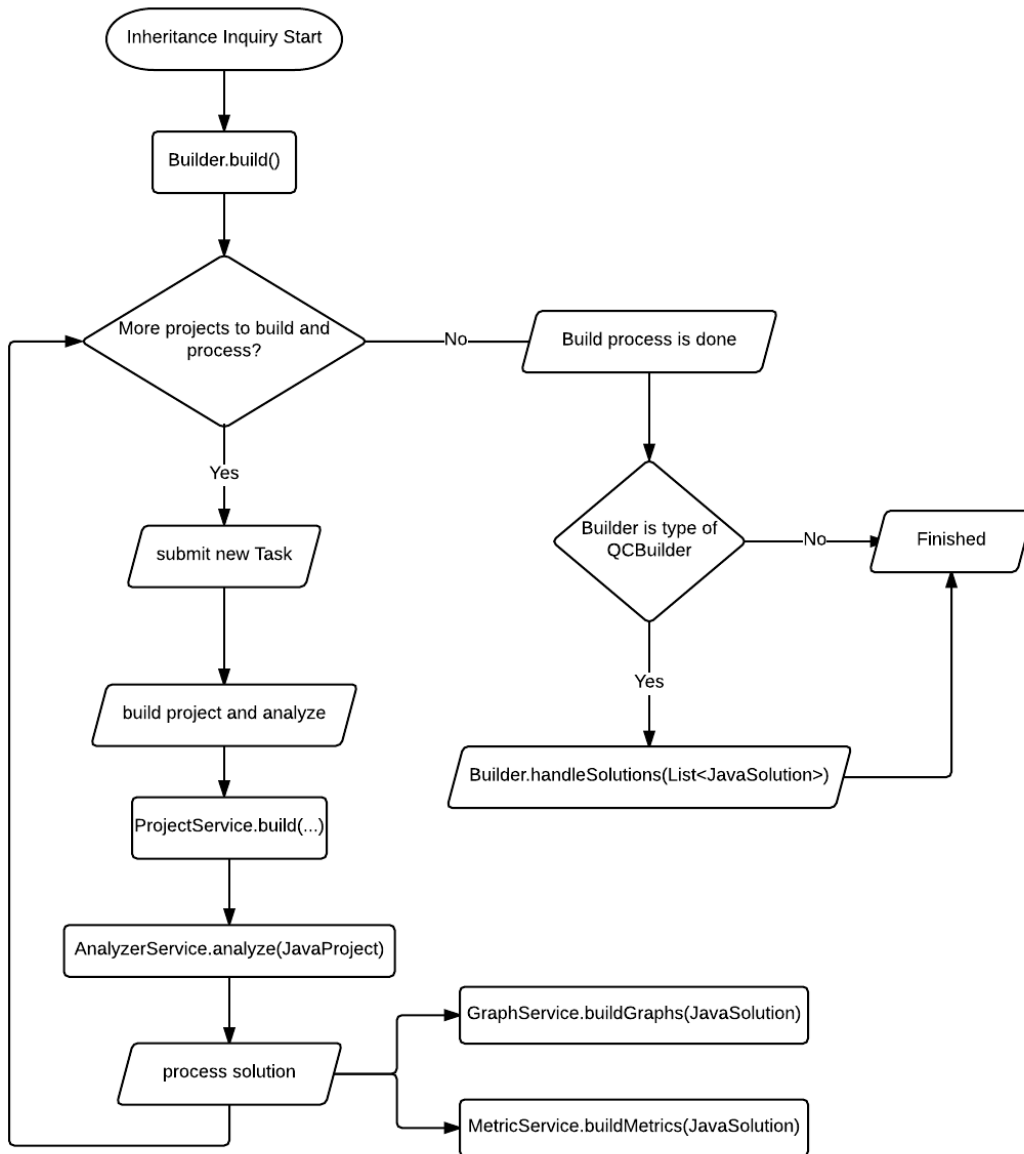 Inheritance Inquiry Start
Builder.build()
More projects to build and
process?
No
Build process is done
Yes
submit new Task
Builder is type of
QCBuilder
No
Finished
Yes
build project and analyze
Builder.handleSolutions(List<JavaSolution>)
ProjectService.build(...)
AnalyzerService.analyze(JavaProject)
GraphService.buildGraphs(JavaSolution)
process solution
MetricService.buildMetrics(JavaSolution)